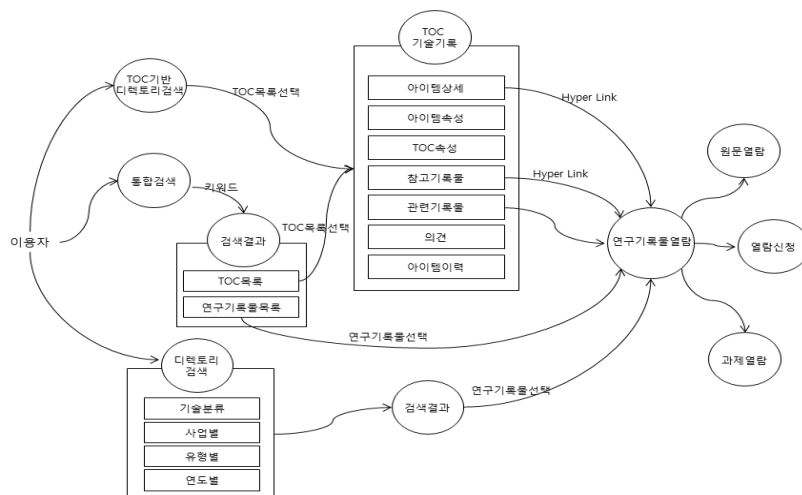 TOC
기술기록
TOC기반
디렉토리검색
TOC목록선택
아이템상세
Hyper Link
아이템속성
TOC속성
원문열람
통합검색
키워드
참고기록물
Hyper Link
관련기록물
TOC목록선택
이용자
검색결과
의견
연구기록물열람
열람신청
아이템이력
TOC목록
연구기록물목록
연구기록물선택
디렉토리
검색
과제열람
연구기록물선택
기술분류
검색결과
사업별
유형별
연도별